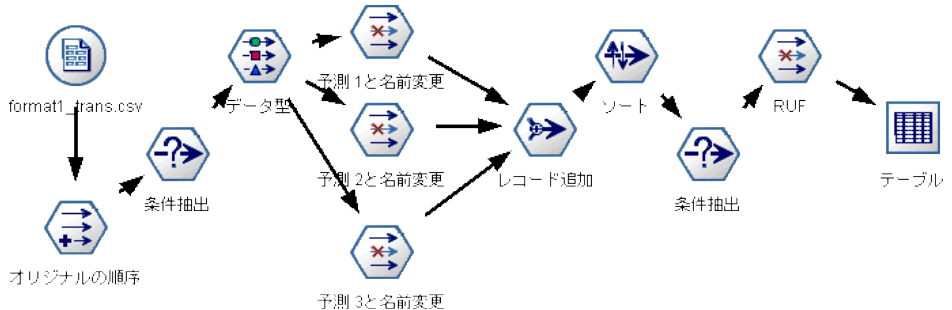 format1_trans.csv
オリジナルの順序
条件抽出
データ型
予測 1と名前変更
予測 2と名前変更
予測 3と名前変更
レコード追加
ソート
条件抽出
RUF
テーブル